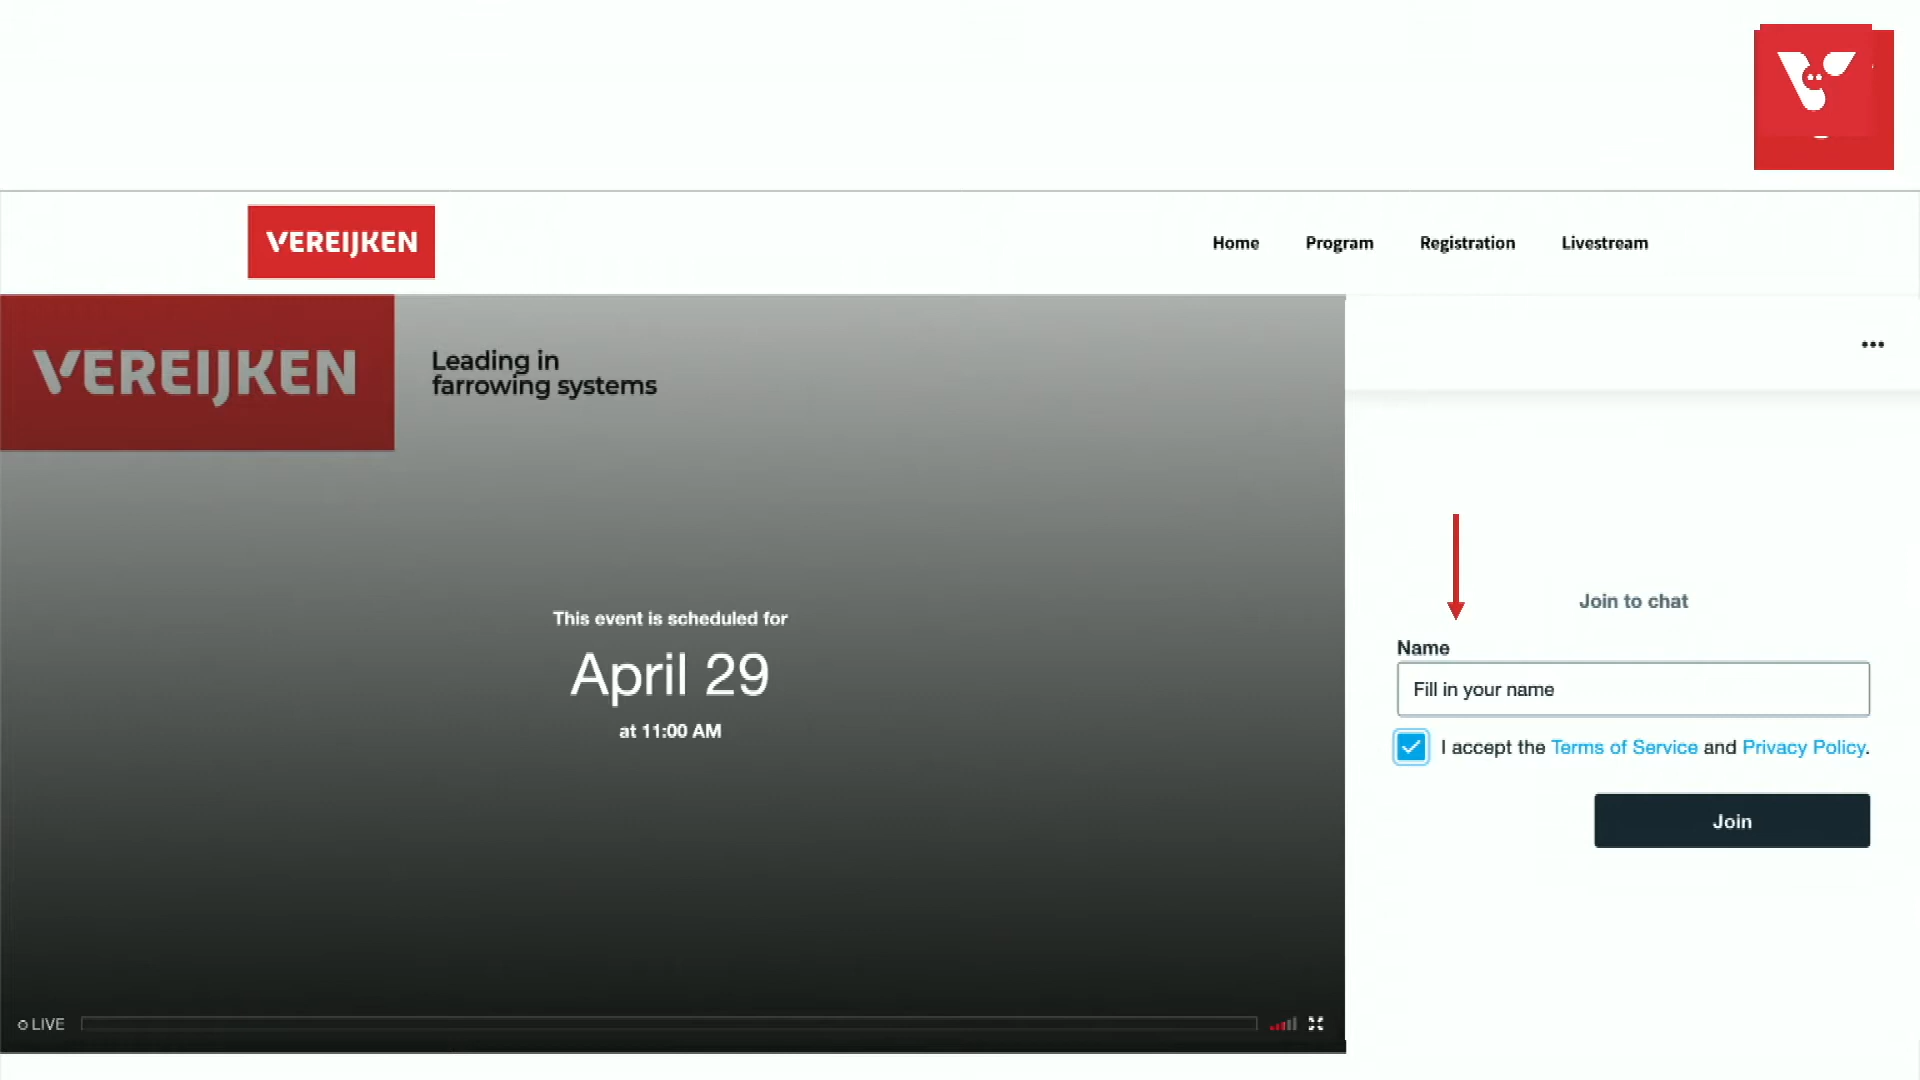 VEREIJKEN
Home
Program
Registration
Livestream
VEREIJKEN
Leading in
farrowing systems
This event is scheduled for
April 29
at 11:00 AM
LIVE
Join to chat
Name
Fill in your name
I accept the Terms of Service and Privacy Policy.
Join